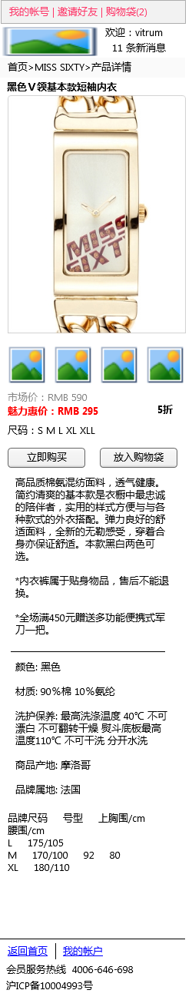 我的帐号 | 邀请好友 | 购物袋(2)
欢迎：vitrum
11 条新消息
首页>MISS SIXTY>产品详情
黑色Ｖ领基本款短袖内衣
MISS
SIXTY
市场价：RMB 590
魅力惠价：RMB 295
5折
尺码：S M L XL XLL
立即购买
放入购物袋
高品质棉氨混纺面料，透气健康。
简约清爽的基本款是衣橱中最忠诚
的陪伴者，实用的样式方便与与各
种款式的外衣搭配。弹力良好的舒
适面料，全新的无勒感受，穿着合
身亦保证舒适。本款黑白两色可
选。
*内衣裤属于贴身物品，售后不能退
换。
*全场满450元赠送多功能便携式军
刀一把。
颜色: 黑色
材质: 90％棉 10％氨纶
洗护保养: 最高洗涤温度 40℃ 不可
漂白 不可翻转干燥 熨斗底板最高
温度110℃ 不可干洗 分开水洗
商品产地: 摩洛哥
品牌属地: 法国
品牌尺码 号型 上胸围/cm
腰围/cm
L 175/105
M 170/100 92 80
XL 180/110
返回首页 | 我的帐户
会员服务热线 4006-646-698
沪ICP备10004993号